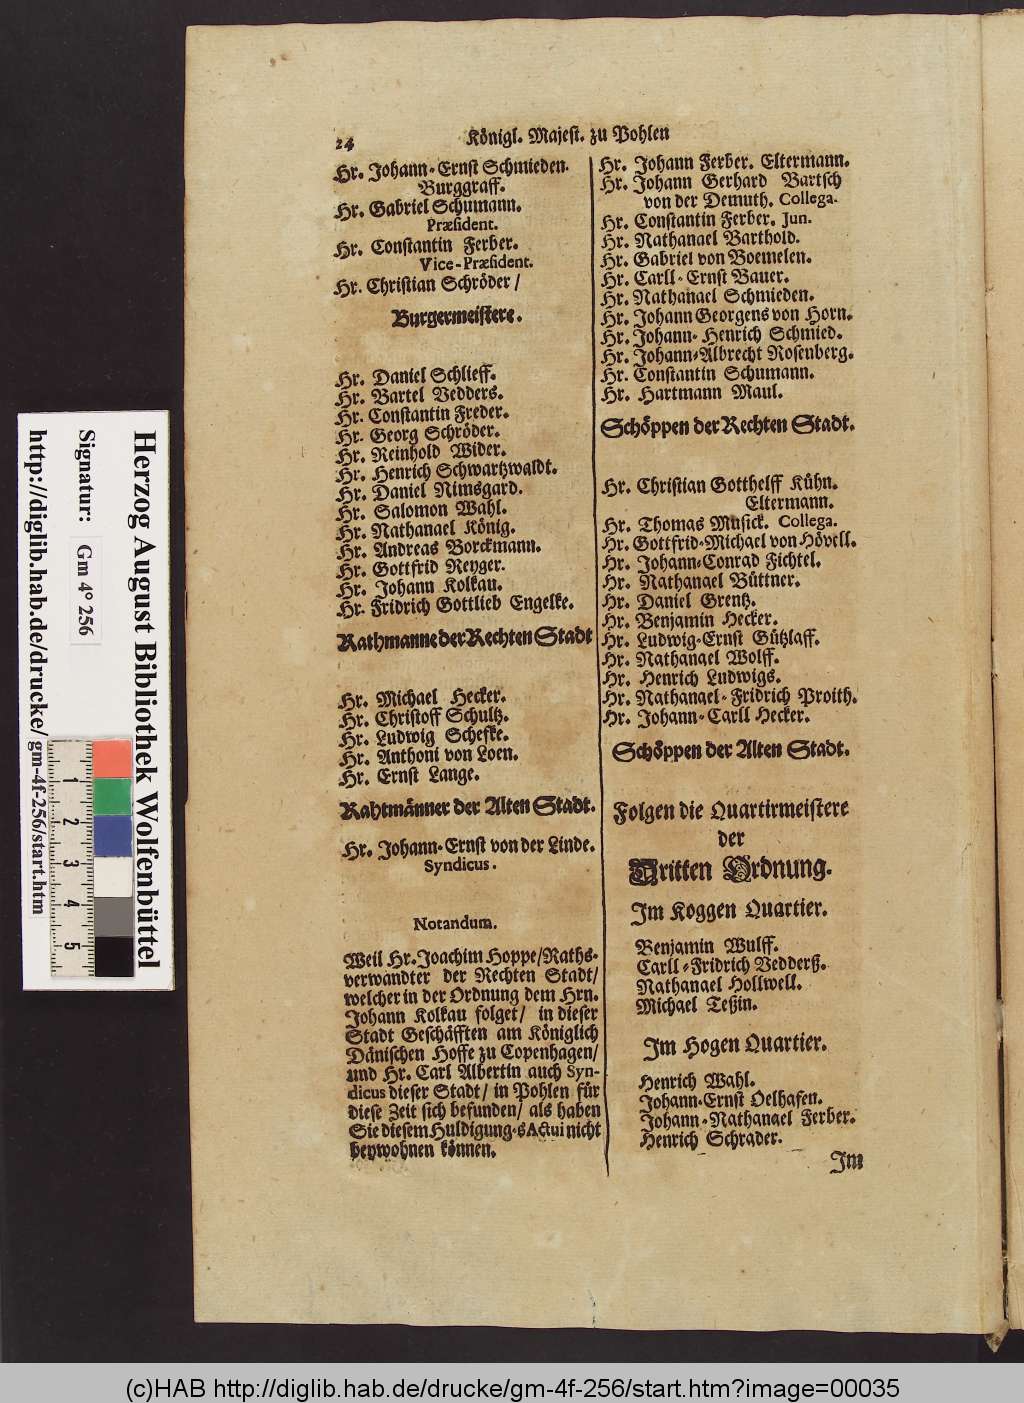 24
Königl. Majest. zu Pohlen
Hr. Johann-Ernst Schmieden.
Burggraff.
Hr. Gabriel Schumann.
Præsident.
Hr. Constantin Ferber.
Vice-Præsident.
Hr. Christian Schröder /
Burgermeistere.
Hr. Daniel Schlieff.
Hr. Bartel Vedders.
Hr. Constantin Freder.
Hr. Georg Schröder.
Hr. Reinhold Wider.
Hr. Henrich Schwartzwaldt.
Hr. Daniel Nimsgard.
Hr. Salomon Wahl.
Hr. Nathanael König.
Hr. Andreas Borckmann.
Hr. Gottfrid Reyger.
Hr. Johann Kolkau.
Hr. Fridrich Gottlieb Engelke.
Rathmanne der Rechten Stadt
Hr. Michael Hecker.
Hr. Christoff Schultz.
Hr. Ludwig Schefke.
Hr. Anthoni von Loen.
Hr. Ernst Lange.
Rahtmänner der Alten Stadt.
Hr. Johann-Ernst von der Linde.
Syndicus.
Notandum.
Weil Hr. Joachim Hoppe / Raths-
verwandter der Rechten Stadt /
welcher in der Ordnung dem Hrn.
Johann Kolkau folget / in dieser
Stadt Geschäfften am Königlich
Dänischen Hoffe zu Copenhagen /
und Hr. Carl Albertin auch Syn-
dicus dieser Stadt / in Pohlen für
diese Zeit sich befunden / als haben
Sie diesem Huldigung-s Actui nicht
beywohnen können.
Hr. Johann Ferber. Eltermann.
Hr. Johann Gerhard Bartsch
von der Demuth. Collega.
Hr. Constantin Ferber. Jun.
Hr. Nathanael Barthold.
Hr. Gabriel von Boemelen.
Hr. Carll-Ernst Bauer.
Hr. Nathanael Schmieden.
Hr. Johann Georgens von Horn.
Hr. Johann-Henrich Schmied.
Hr. Johann-Albrecht Rosenberg.
Hr. Constantin Schumann.
Hr. Hartmann Maul.
Schöppen der Rechten Stadt.
Hr. Christian Gotthelff Kühn.
Eltermann.
Hr. Thomas Musick. Collega.
Hr. Gottfrid-Michael von Hövell.
Hr. Johann-Conrad Fichtel.
Hr. Nathanael Büttner.
Hr. Daniel Grentz.
Hr. Benjamin Hecker.
Hr. Ludwig-Ernst Gützlaff.
Hr. Nathanael Wolff.
Hr. Henrich Ludwigs.
Hr. Nathanael-Fridrich Proith.
Hr. Johann-Carll Hecker.
Schöppen der Alten Stadt.
Folgen die Quartirmeistere
der
Dritten Ordnung.
Im Koggen Quartier.
Benjamin Wulff.
Carll-Fridrich Vedderß.
Nathanael Hollwell.
Michael Teßin.
Im Hogen Quartier.
Henrich Wahl.
Johann-Ernst Oelhafen.
Johann-Nathanael Ferber.
Henrich Schrader.
Im
Herzog August Bibliothek Wolfenbüttel
Signatur: Gm 4° 256
http://diglib.hab.de/drucke/gm-4f-256/start.htm
1 2 3 4 5
(c)HAB http://diglib.hab.de/drucke/gm-4f-256/start.htm?image=00035